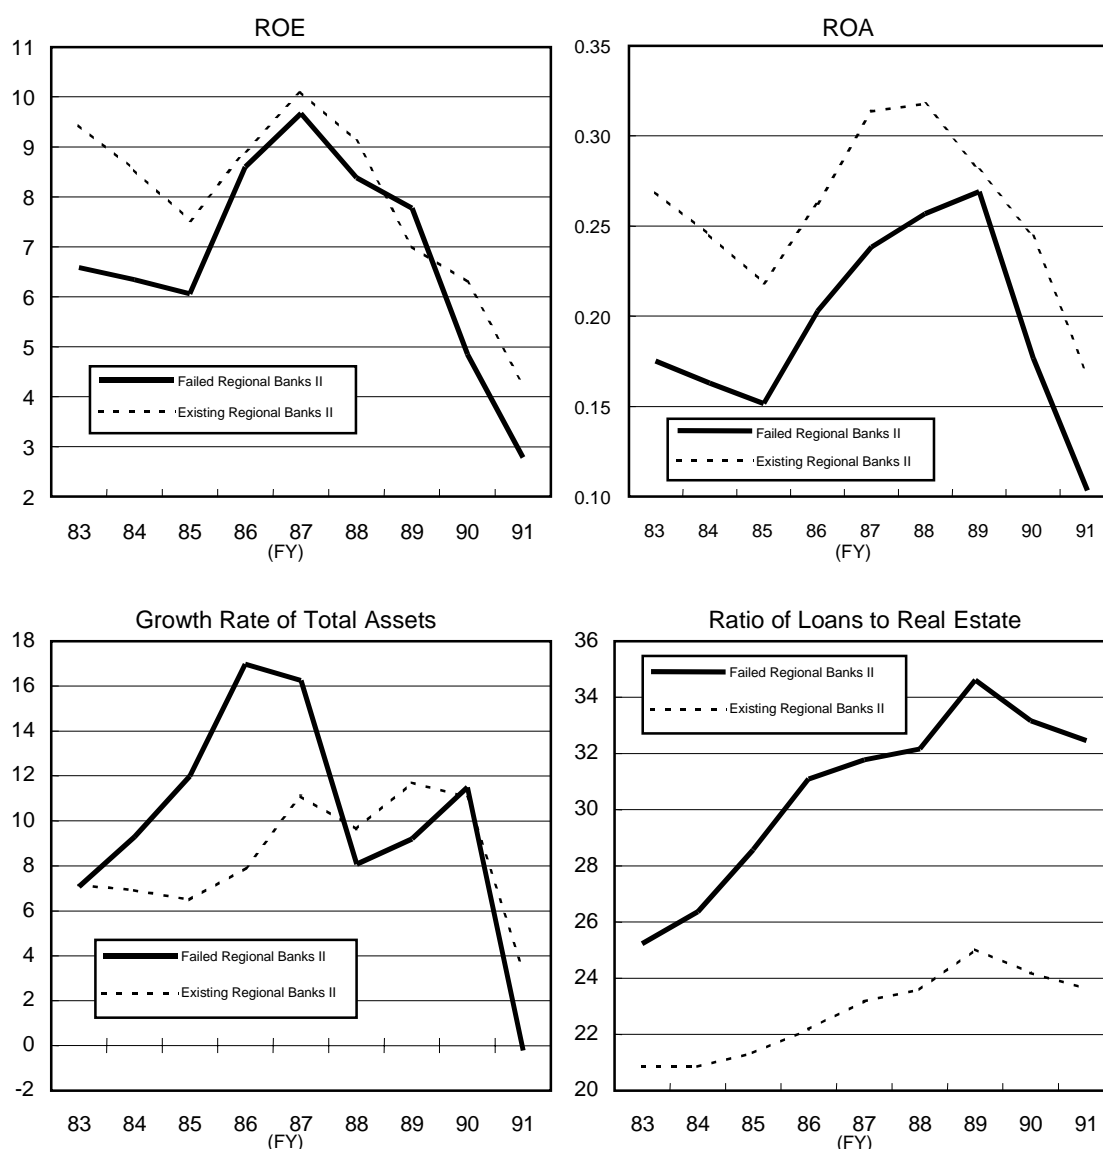 ROE
11
10
9
8
7
6
5
4
3
2
Failed Regional Banks II
Existing Regional Banks II
83 84 85 86 87 88 89 90 91
(FY)
ROA
0.35
0.30
0.25
0.20
0.15
0.10
Failed Regional Banks II
Existing Regional Banks II
83 84 85 86 87 88 89 90 91
(FY)
Growth Rate of Total Assets
18
16
14
12
10
8
6
4
2
0
-2
Failed Regional Banks II
Existing Regional Banks II
83 84 85 86 87 88 89 90 91
(FY)
Ratio of Loans to Real Estate
36
34
32
30
28
26
24
22
20
Failed Regional Banks II
Existing Regional Banks II
83 84 85 86 87 88 89 90 91
(FY)